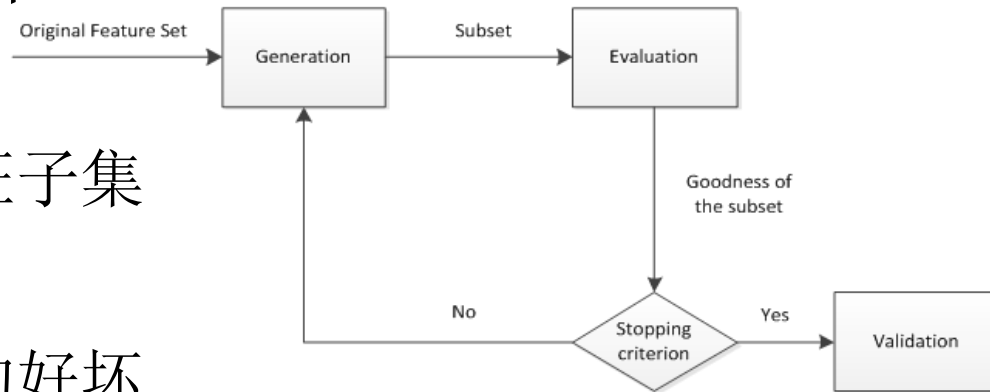 Original Feature Set
Generation
Subset
Evaluation
子集
Goodness of
the subset
No
Stopping
criterion
Yes
Validation
好坏